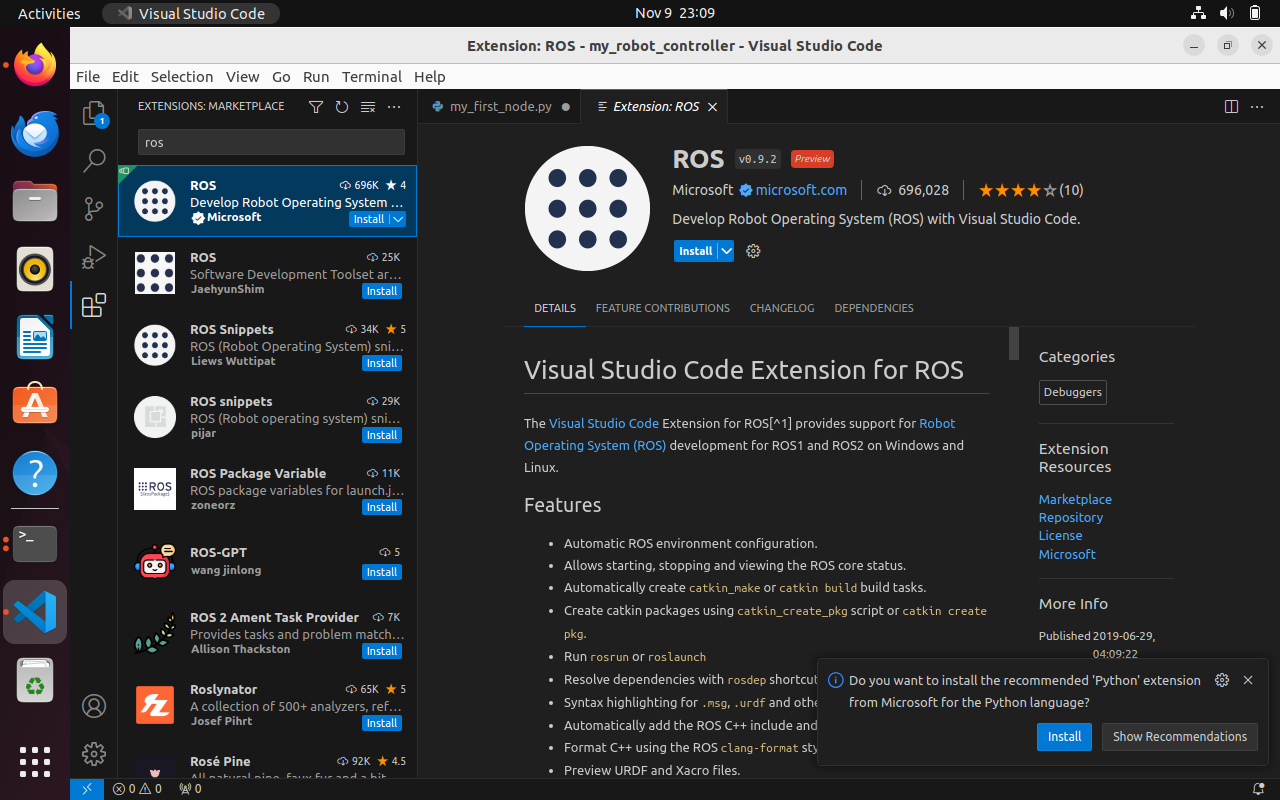 Activities
Visual Studio Code
Nov 9 23:09
Extension: ROS - my_robot_controller - Visual Studio Code
File Edit Selection View Go Run Terminal Help
1
EXTENSIONS: MARKETPLACE
ros
ROS 696K ★ 4
Develop Robot Operating System ...
Microsoft Install
ROS 25K
Software Development Toolset ar...
JaehyunShim Install
ROS Snippets 34K ★ 5
ROS (Robot Operating System) sni...
Liews Wuttipat Install
ROS snippets 29K
ROS (Robot operating system) sni...
pijar Install
ROS
ROS Package Variable 11K
ROS package variables for launch.j...
zoneorz Install
ROS-GPT 5
wang jinlong Install
ROS 2 Ament Task Provider 7K
Provides tasks and problem match...
Allison Thackston Install
Roslynator 65K ★ 5
A collection of 500+ analyzers, ref...
Josef Pihrt Install
Rosé Pine 92K ★ 4.5
All natural pine, faux fur and a bit
my_first_node.py ●
Extension: ROS
ROS v0.9.2 Preview
Microsoft microsoft.com 696,028 ★★★★☆(10)
Develop Robot Operating System (ROS) with Visual Studio Code.
Install
DETAILS FEATURE CONTRIBUTIONS CHANGELOG DEPENDENCIES
Visual Studio Code Extension for ROS
The Visual Studio Code Extension for ROS[^1] provides support for Robot
Operating System (ROS) development for ROS1 and ROS2 on Windows and
Linux.
Features
• Automatic ROS environment configuration.
• Allows starting, stopping and viewing the ROS core status.
• Automatically create catkin_make or catkin build build tasks.
• Create catkin packages using catkin_create_pkg script or catkin create
pkg.
• Run rosrun or roslaunch
• Resolve dependencies with rosdep shortcut
• Syntax highlighting for .msg, .urdf and othe
• Automatically add the ROS C++ include and
• Format C++ using the ROS clang-format sty
• Preview URDF and Xacro files.
Categories
Debuggers
Extension
Resources
Marketplace
Repository
License
Microsoft
More Info
Published 2019-06-29,
04:09:22
Do you want to install the recommended 'Python' extension
from Microsoft for the Python language?
Install Show Recommendations
0 0 0